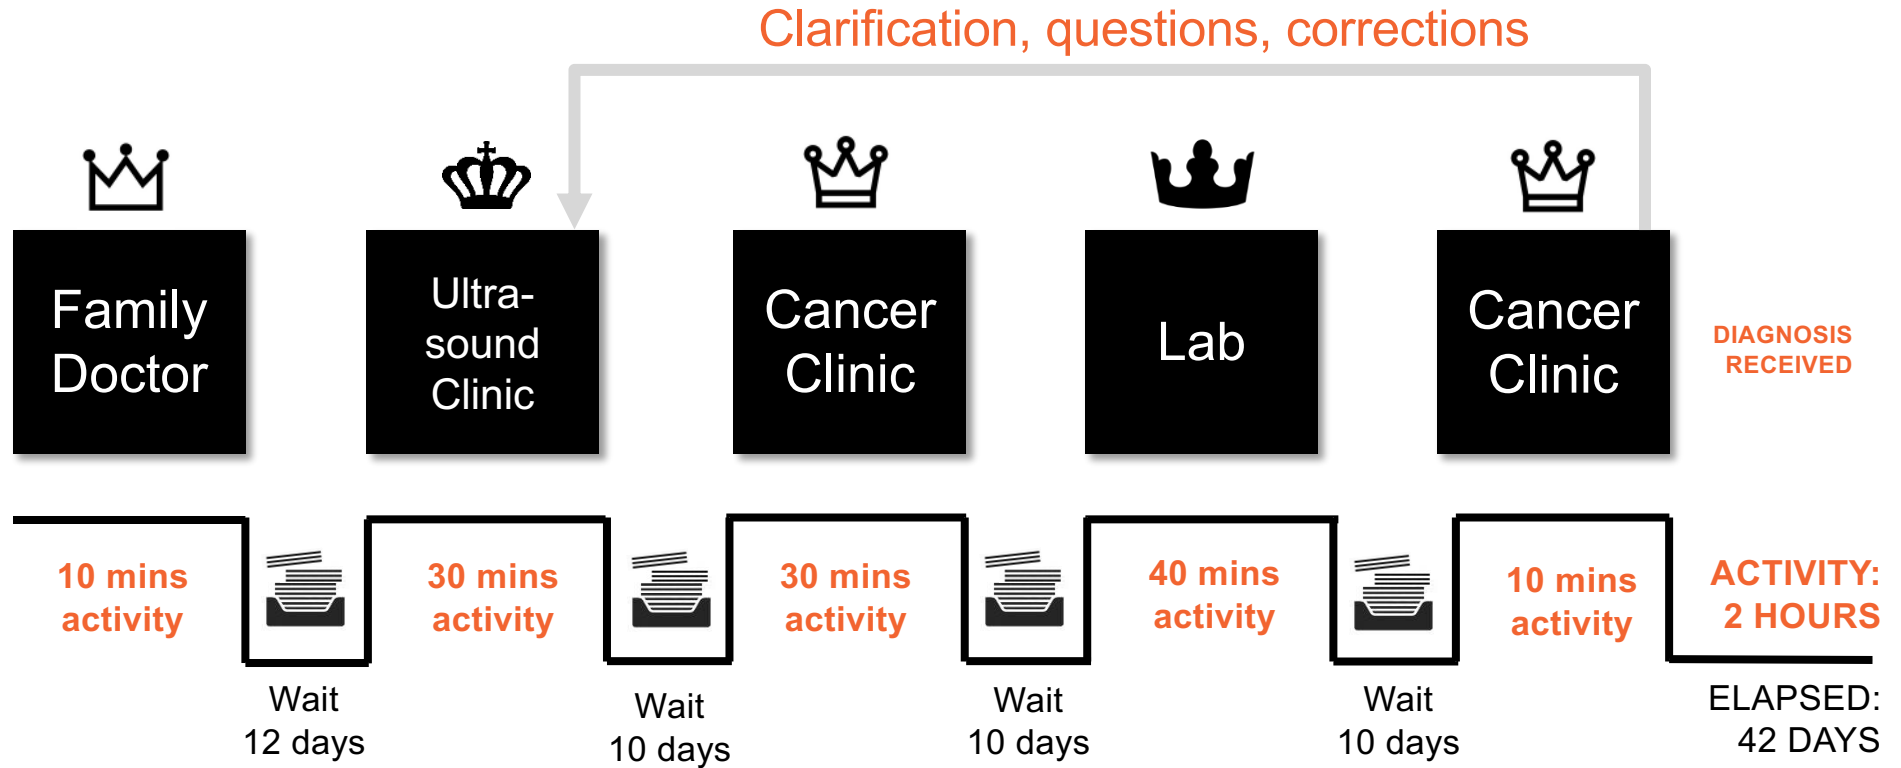 Clarification, questions, corrections
Family
Doctor
Ultra-
sound
Clinic
Cancer
Clinic
Lab
Cancer
Clinic
DIAGNOSIS
RECEIVED
10 mins
activity
30 mins
activity
30 mins
activity
40 mins
activity
10 mins
activity
ACTIVITY:
2 HOURS
Wait
12 days
Wait
10 days
Wait
10 days
Wait
10 days
ELAPSED:
42 DAYS